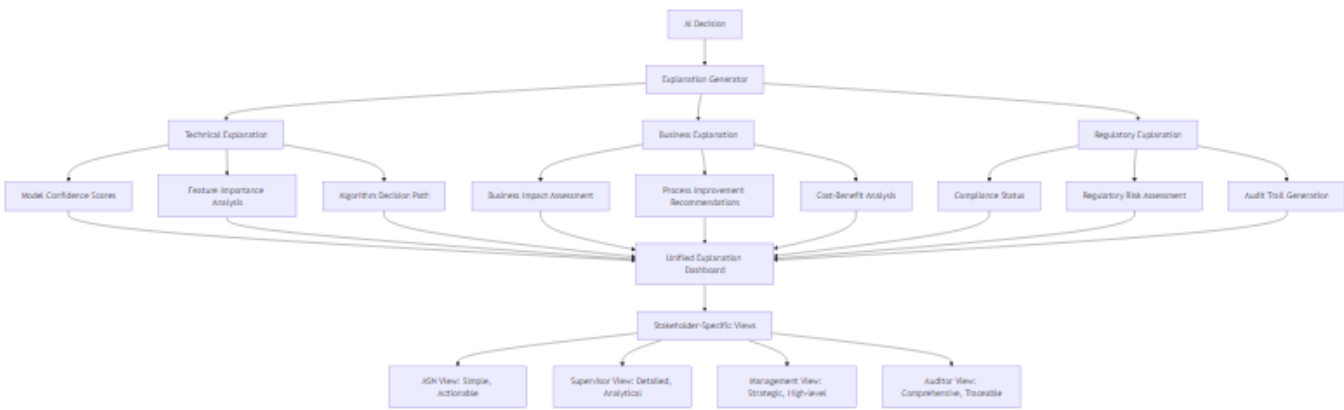 AI Decision
Explanation Generator
Technical Explanation
Business Explanation
Regulatory Explanation
Model Confidence Scores
Feature Importance
Analysis
Algorithm Decision Path
Business Impact Assessment
Process Improvement
Recommendations
Cost-Benefit Analysis
Compliance Status
Regulatory Risk Assessment
Audit Trail Generation
Unified Explanation
Dashboard
Stakeholder-Specific Views
ASN View: Simple,
Actionable
Supervisor View: Detailed,
Analytical
Management View:
Strategic, High-level
Auditor View:
Comprehensive, Traceable